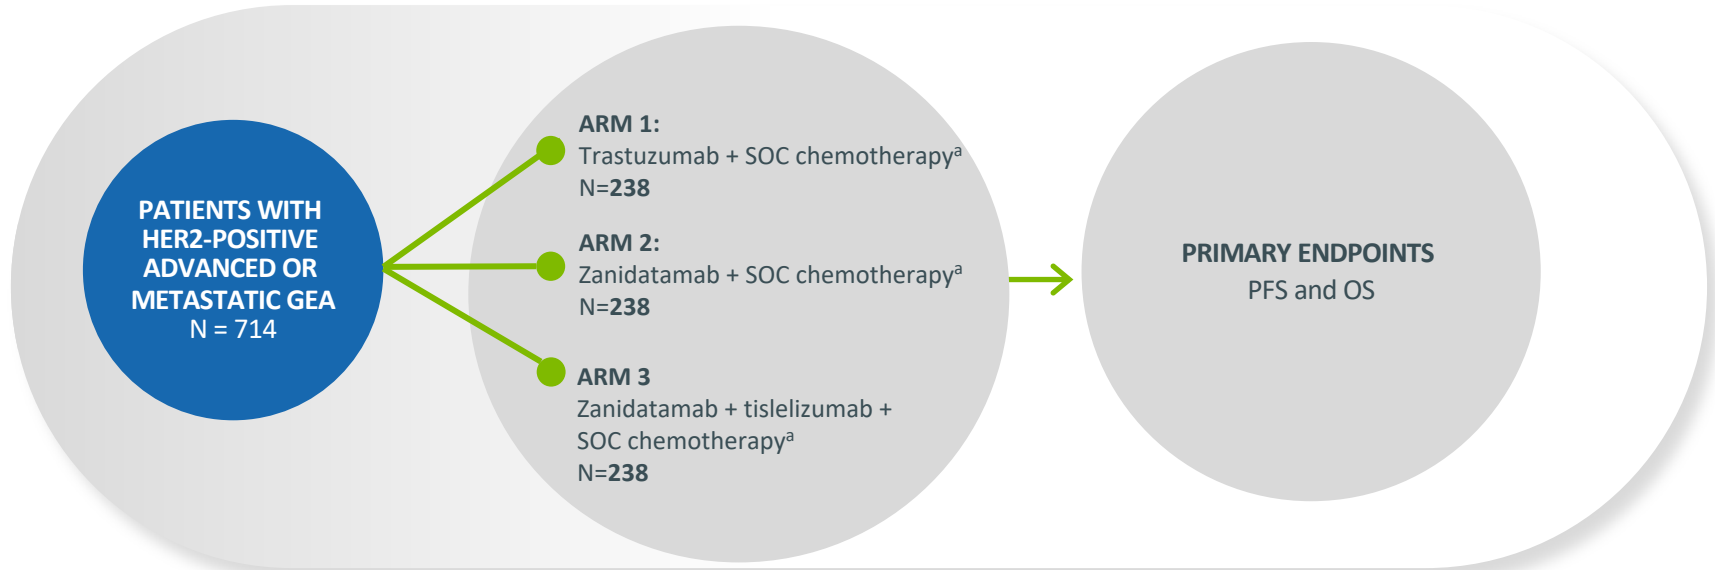 PATIENTS WITH
HER2-POSITIVE
ADVANCED OR
METASTATIC GEA
N = 714
ARM 1:
Trastuzumab + SOC chemotherapyᵃ
N=238
ARM 2:
Zanidatamab + SOC chemotherapyᵃ
N=238
ARM 3
Zanidatamab + tislelizumab +
SOC chemotherapyᵃ
N=238
PRIMARY ENDPOINTS
PFS and OS